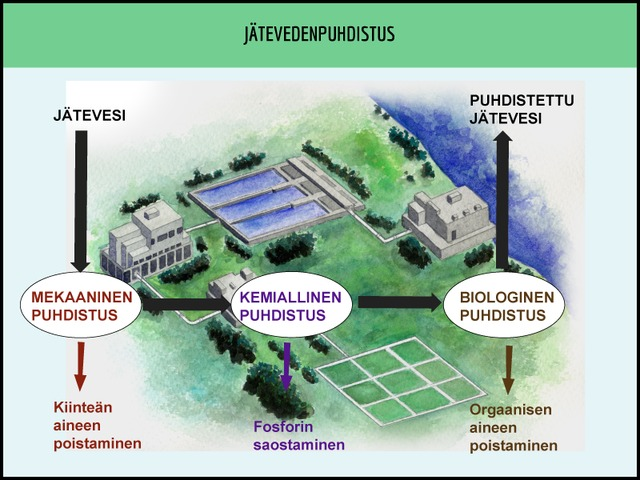 JÄTEVEDENPUHDISTUS
JÄTEVESI
PUHDISTETTU
JÄTEVESI
MEKAANINEN
PUHDISTUS
KEMIALLINEN
PUHDISTUS
BIOLOGINEN
PUHDISTUS
Kiinteän
aineen
poistaminen
Fosforin
saostaminen
Orgaanisen
aineen
poistaminen